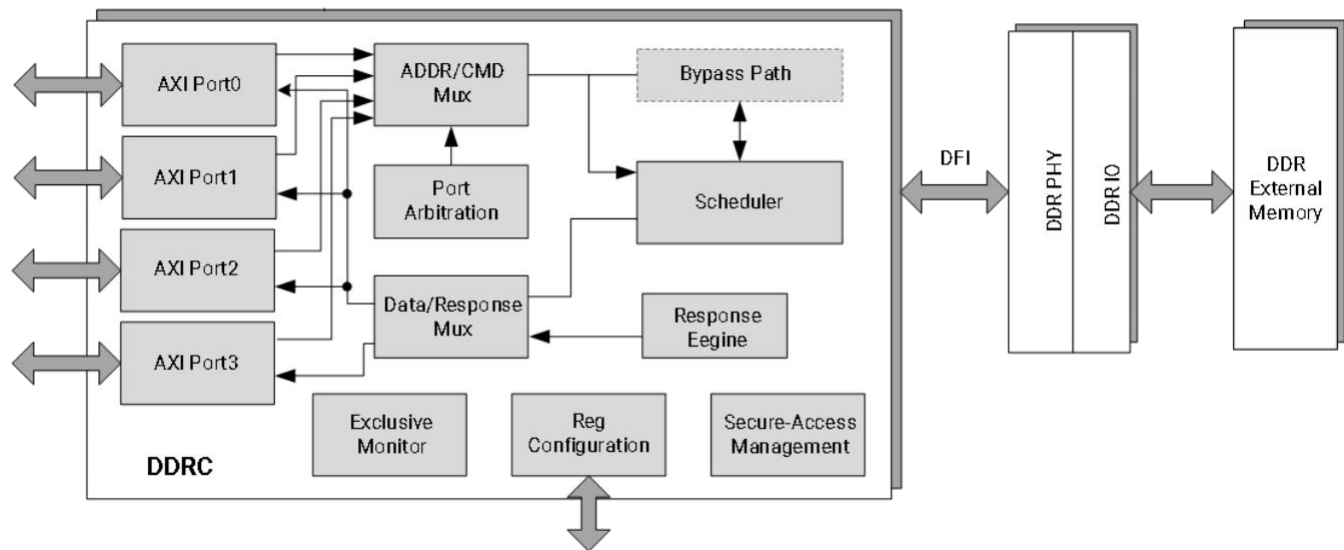 AXI Port0
ADDR/CMD
Mux
Bypass Path
AXI Port1
Port
Arbitration
Scheduler
DFI
DDR PHY
DDR IO
DDR
External
Memory
AXI Port2
Data/Response
Mux
Response
Eegine
AXI Port3
Exclusive
Monitor
Reg
Configuration
Secure-Access
Management
DDRC